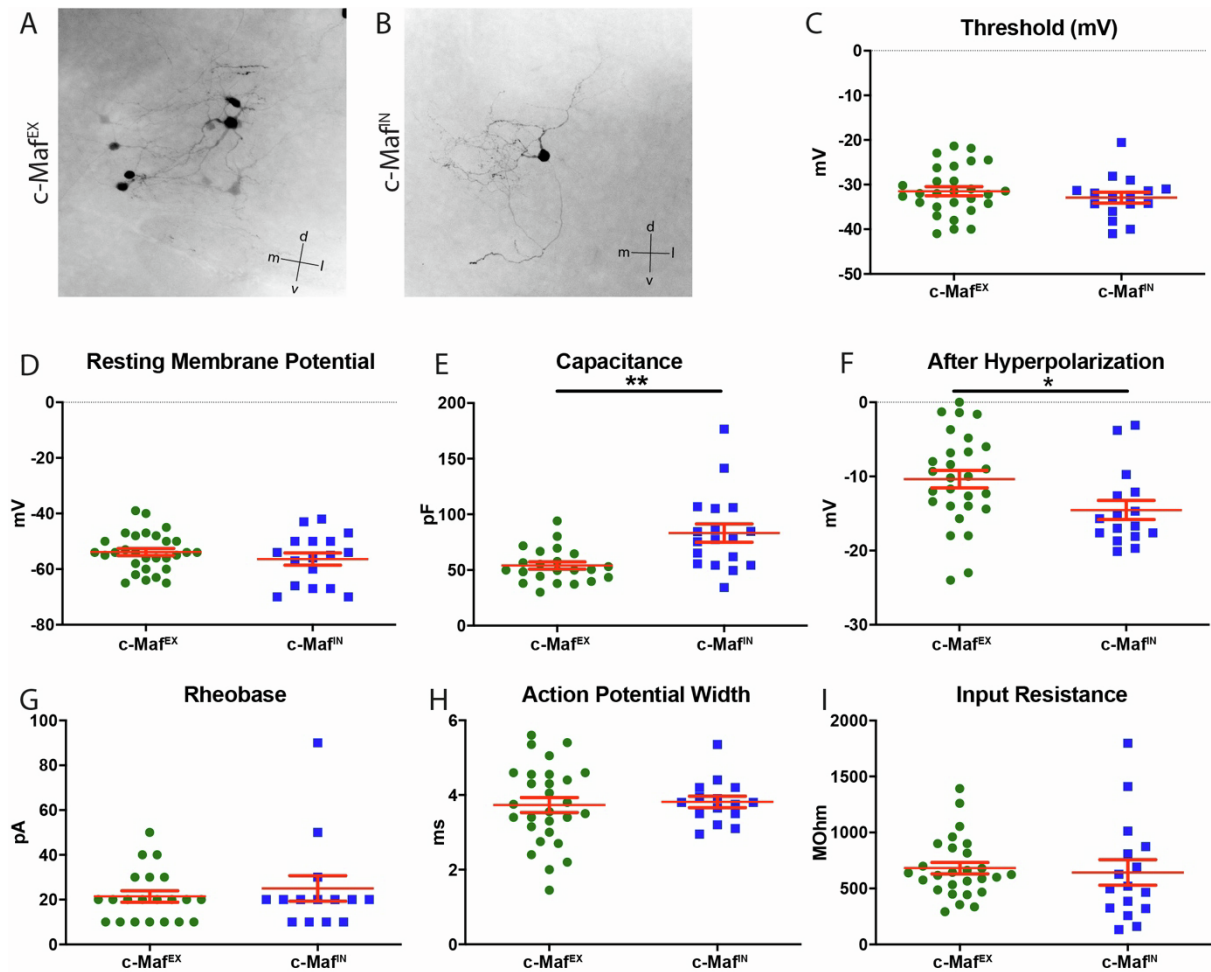 A
c-Maf^EX
d
m
l
v
B
c-Maf^IN
d
m
l
v
C
Threshold (mV)
mV
0
-10
-20
-30
-40
-50
c-Maf^EX
c-Maf^IN
D
Resting Membrane Potential
mV
0
-20
-40
-60
-80
c-Maf^EX
c-Maf^IN
E
Capacitance
**
pF
200
150
100
50
0
c-Maf^EX
c-Maf^IN
F
After Hyperpolarization
*
mV
0
-10
-20
-30
c-Maf^EX
c-Maf^IN
G
Rheobase
pA
100
80
60
40
20
0
c-Maf^EX
c-Maf^IN
H
Action Potential Width
ms
6
4
2
0
c-Maf^EX
c-Maf^IN
I
Input Resistance
MOhm
2000
1500
1000
500
0
c-Maf^EX
c-Maf^IN